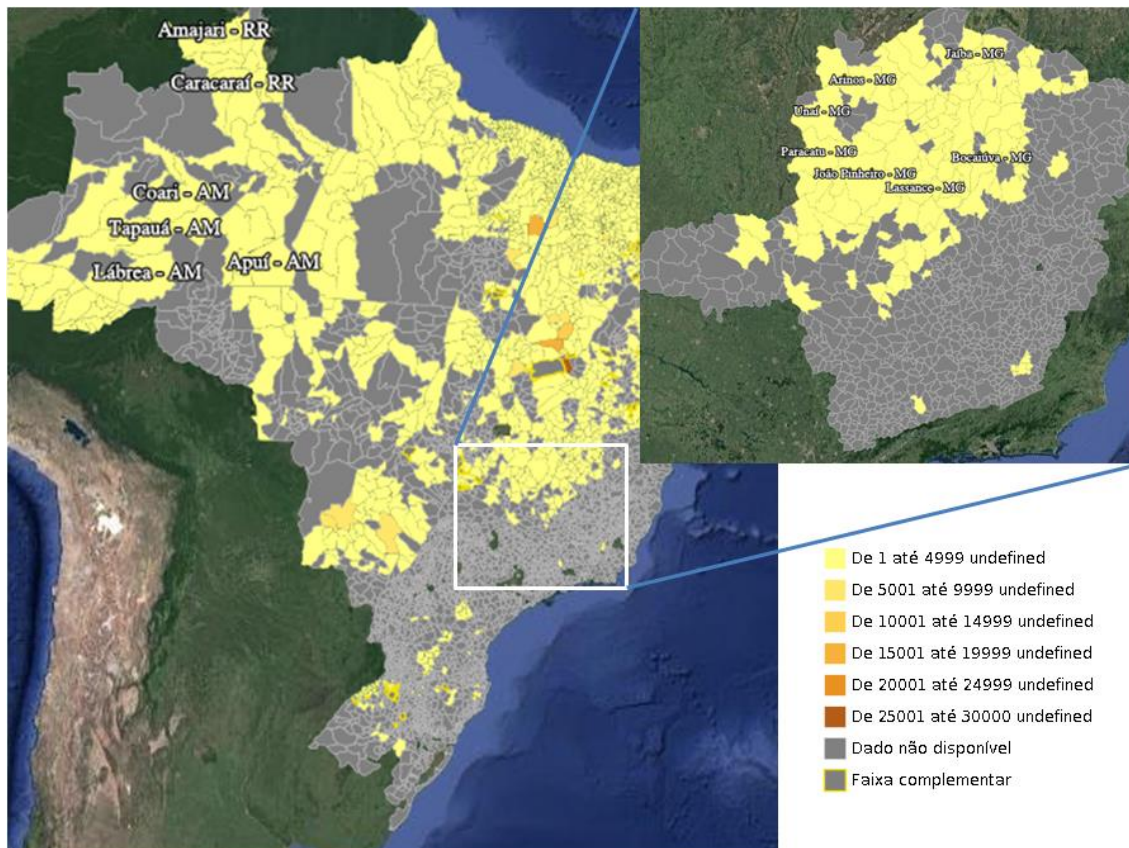 Amajari - RR
Caracaraí - RR
Coari - AM
Tapauá - AM
Lábrea - AM
Apuí - AM
Jaíba - MG
Arinos - MG
Unaí - MG
Paracatu - MG
Bocaiúva - MG
João Pinheiro - MG
Lassance - MG
De 1 até 4999 undefined
De 5001 até 9999 undefined
De 10001 até 14999 undefined
De 15001 até 19999 undefined
De 20001 até 24999 undefined
De 25001 até 30000 undefined
Dado não disponível
Faixa complementar